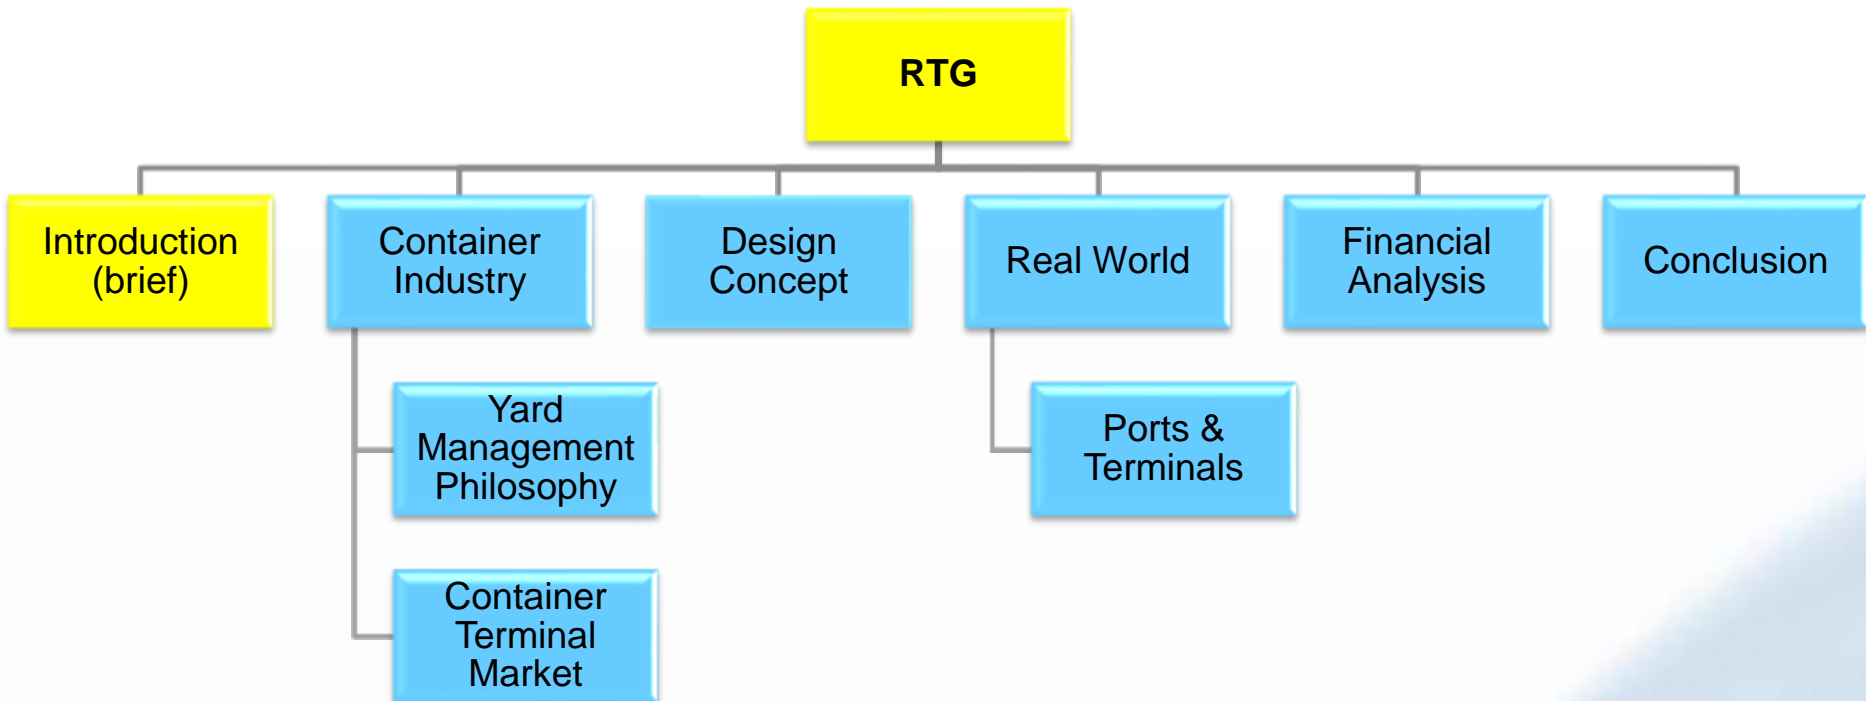 RTG
Introduction
(brief)
Container
Industry
Design
Concept
Real World
Financial
Analysis
Conclusion
Yard
Management
Philosophy
Ports &
Terminals
Container
Terminal
Market